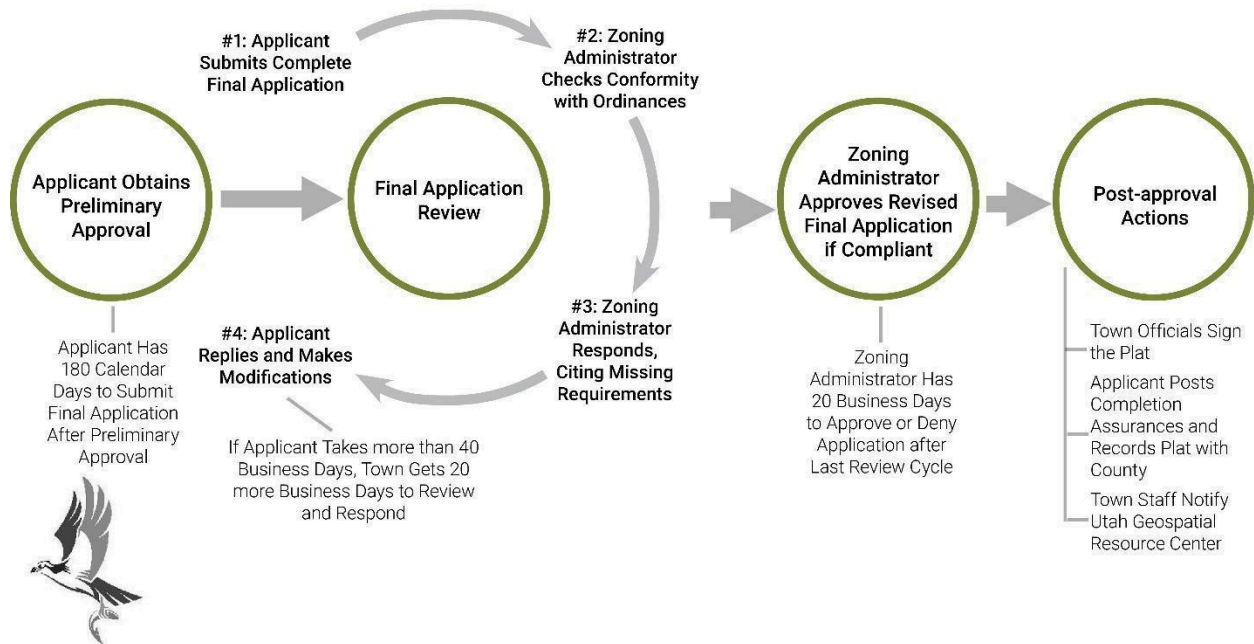 Applicant Obtains
Preliminary
Approval
Applicant Has
180 Calendar
Days to Submit
Final Application
After Preliminary
Approval
Final Application
Review
#1: Applicant
Submits Complete
Final Application
#2: Zoning
Administrator
Checks Conformity
with Ordinances
#3: Zoning
Administrator
Responds,
Citing Missing
Requirements
#4: Applicant
Replies and Makes
Modifications
If Applicant Takes more than 40
Business Days, Town Gets 20
more Business Days to Review
and Respond
Zoning
Administrator
Approves Revised
Final Application
if Compliant
Zoning
Administrator Has
20 Business Days
to Approve or Deny
Application after
Last Review Cycle
Post-approval
Actions
Town Officials Sign
the Plat
Applicant Posts
Completion
Assurances and
Records Plat with
County
Town Staff Notify
Utah Geospatial
Resource Center